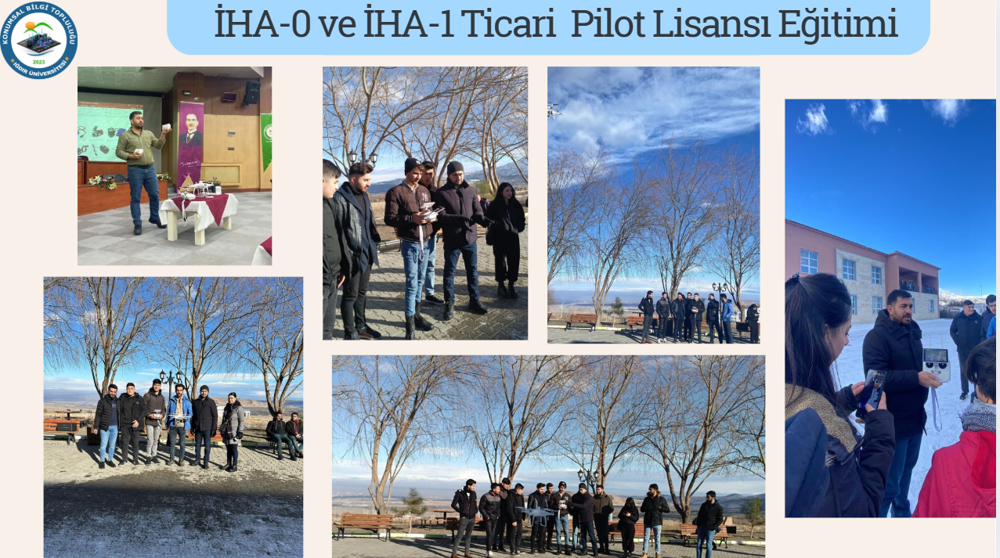 İHA-0 ve İHA-1 Ticari Pilot Lisansı Eğitimi
KONUMSAL BİLGİ TOPLULUĞU
2023
IĞDIR ÜNİVERSİTESİ